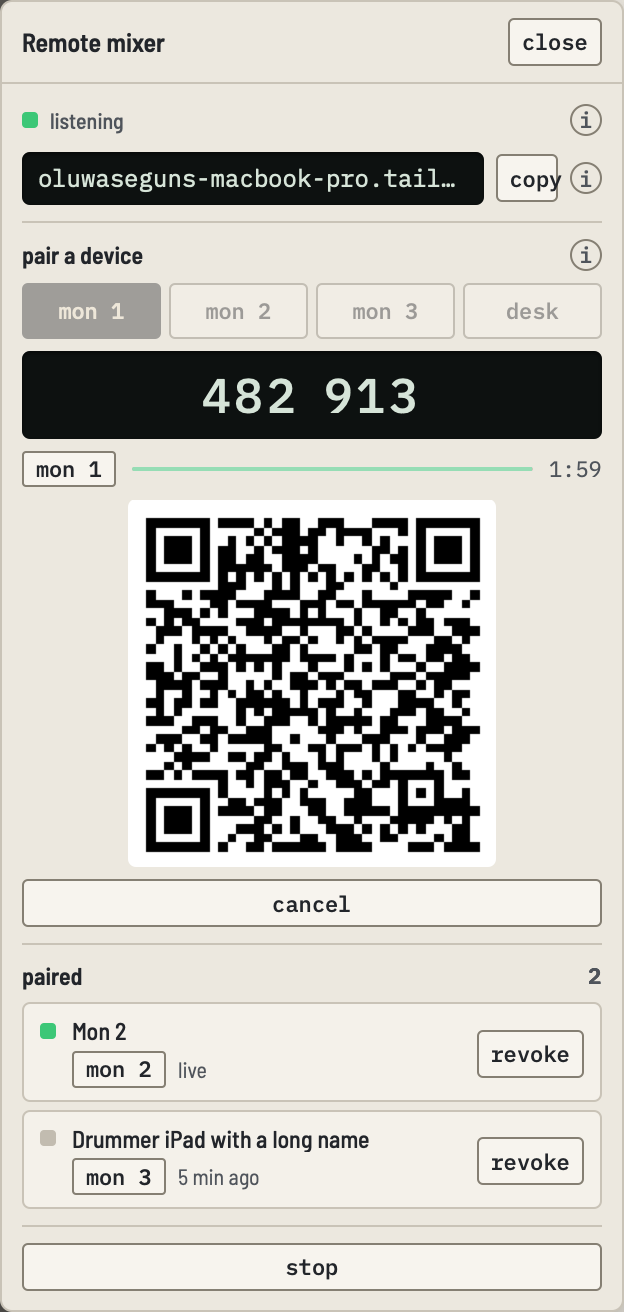 Remote mixer close
listening i
oluwaseguns-macbook-pro.tail… copy i
pair a device i
mon 1 mon 2 mon 3 desk
482 913
mon 1 1:59
cancel
paired 2
Mon 2
mon 2 live revoke
Drummer iPad with a long name
mon 3 5 min ago revoke
stop